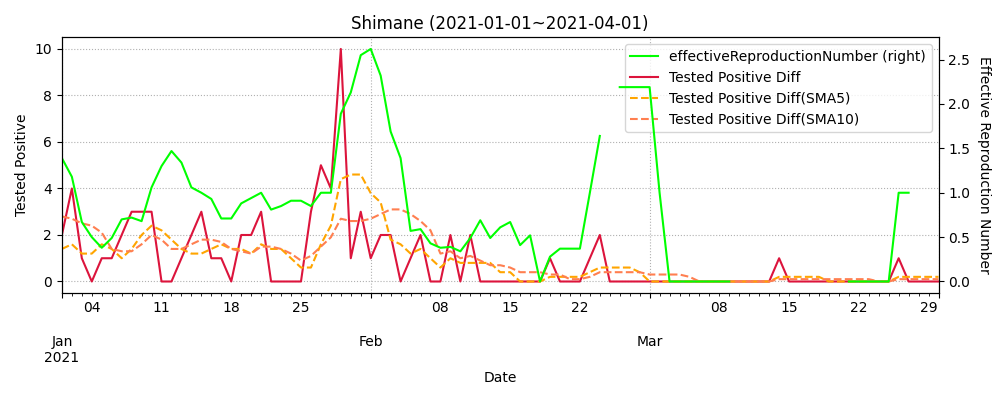 Shimane (2021-01-01~2021-04-01)
effectiveReproductionNumber (right)
Tested Positive Diff
Tested Positive Diff(SMA5)
Tested Positive Diff(SMA10)
Tested Positive
10
8
6
4
2
0
2.5
2.0
1.5
1.0
0.5
0.0
Effective Reproduction Number
04 11 18 25 08 15 22 08 15 22 29
Jan Feb Mar
2021
Date